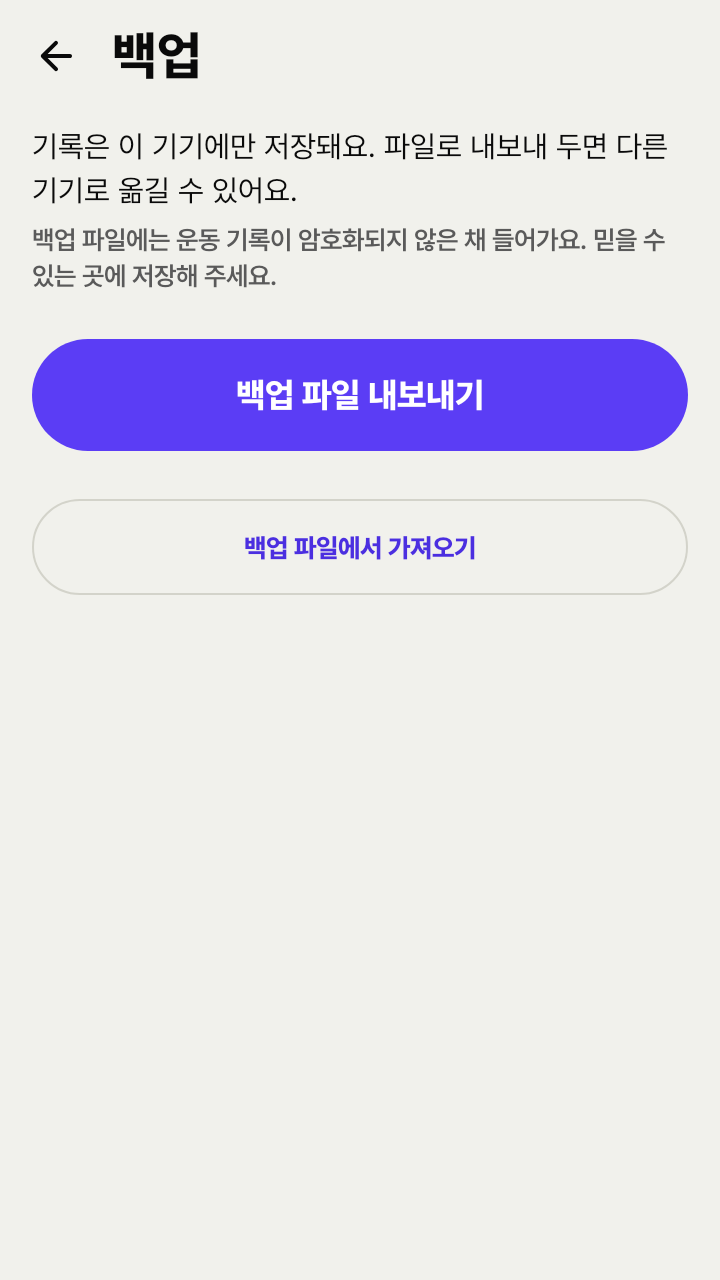 백업
기록은 이 기기에만 저장돼요. 파일로 내보내 두면 다른
기기로 옮길 수 있어요.
백업 파일에는 운동 기록이 암호화되지 않은 채 들어가요. 믿을 수
있는 곳에 저장해 주세요.
백업 파일 내보내기
백업 파일에서 가져오기